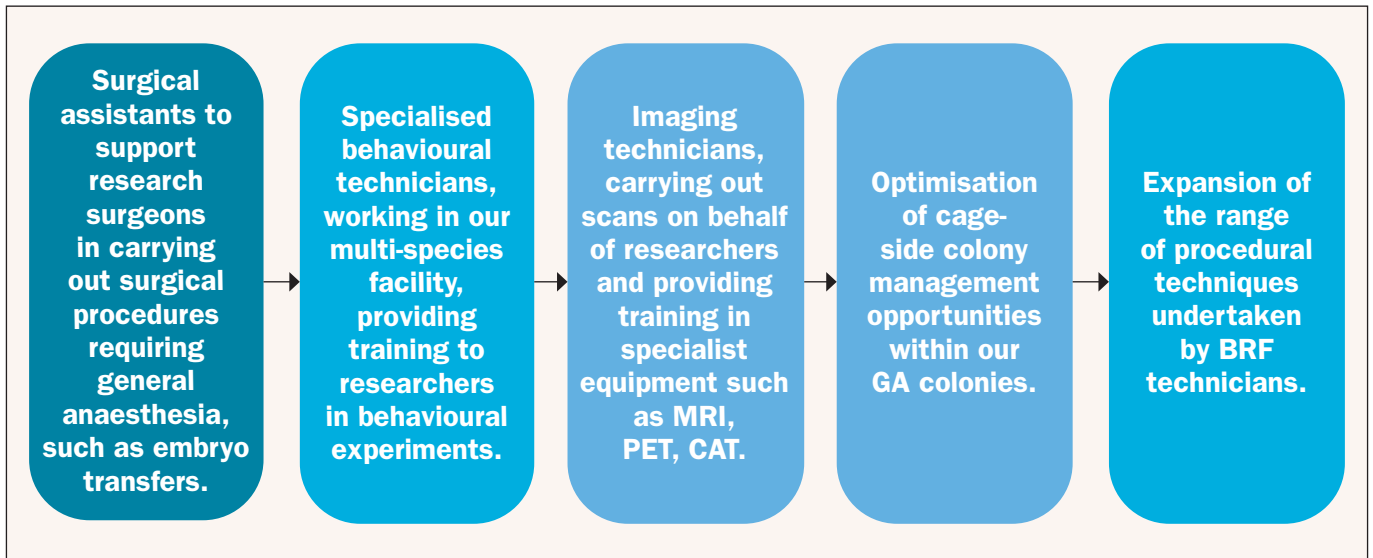 Surgical
assistants to
support
research
surgeons
in carrying
out surgical
procedures
requiring
general
anaesthesia,
such as embryo
transfers.
Specialised
behavioural
technicians,
working in our
multi-species
facility,
providing
training to
researchers
in behavioural
experiments.
Imaging
technicians,
carrying out
scans on behalf
of researchers
and providing
training in
specialist
equipment such
as MRI,
PET, CAT.
Optimisation
of cage-
side colony
management
opportunities
within our
GA colonies.
Expansion of
the range
of procedural
techniques
undertaken
by BRF
technicians.